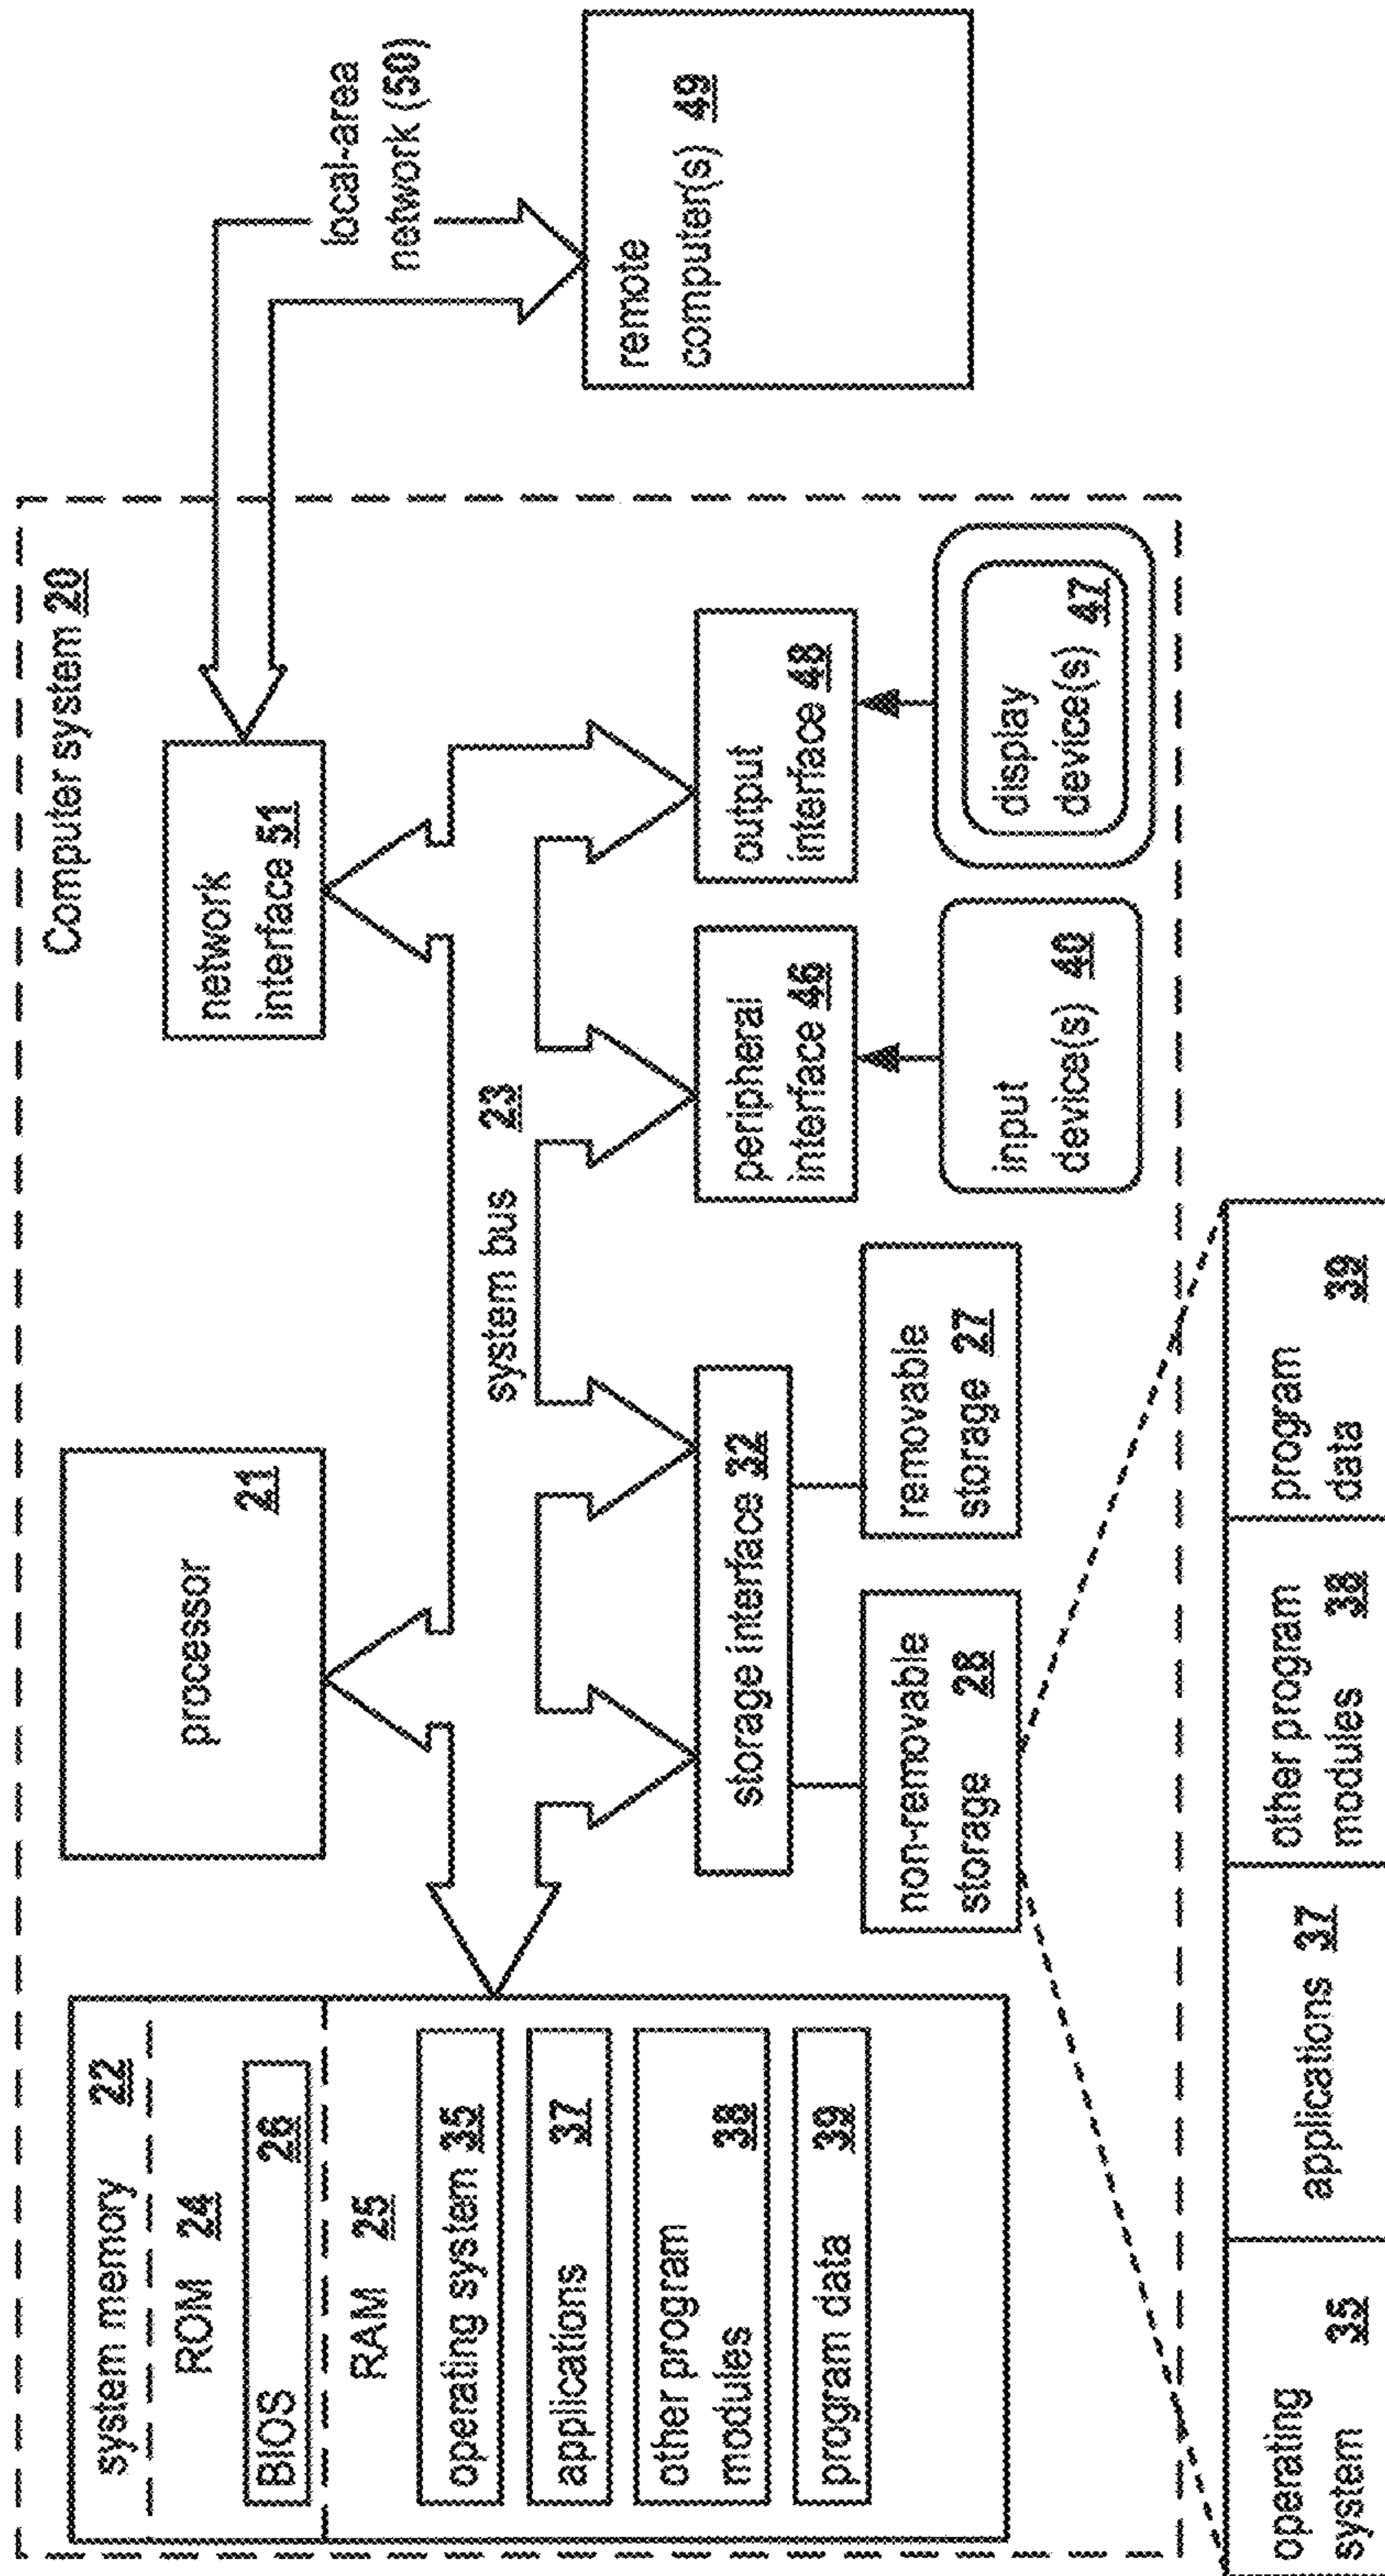 Computer system 20
system memory 22
ROM 24
BIOS 26
RAM 25
operating system 35
applications 37
other program
modules 38
program data 39
processor 21
system bus 23
network
interface 51
local-area
network (50)
remote
computer(s) 49
storage interface 32
non-removable
storage 28
removable
storage 27
peripheral
interface 46
output
interface 48
input
device(s) 40
display
device(s) 47
operating
system 35
applications 37
other program
modules 38
program
data 39